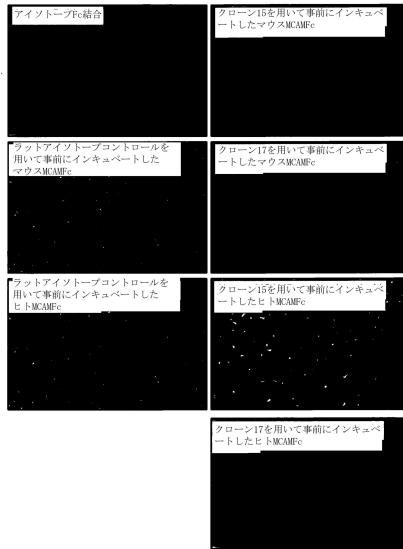 アイソトープFc結合
クローン15を用いて事前にインキュベ
ートしたマウスMCAMFc
ラットアイソトープコントロールを
用いて事前にインキュベートした
マウスMCAMFc
クローン17を用いて事前にインキュベ
ートしたマウスMCAMFc
ラットアイソトープコントロールを
用いて事前にインキュベートした
ヒトMCAMFc
クローン15を用いて事前にインキュベ
ートしたヒトMCAMFc
クローン17を用いて事前にインキュベ
ートしたヒトMCAMFc